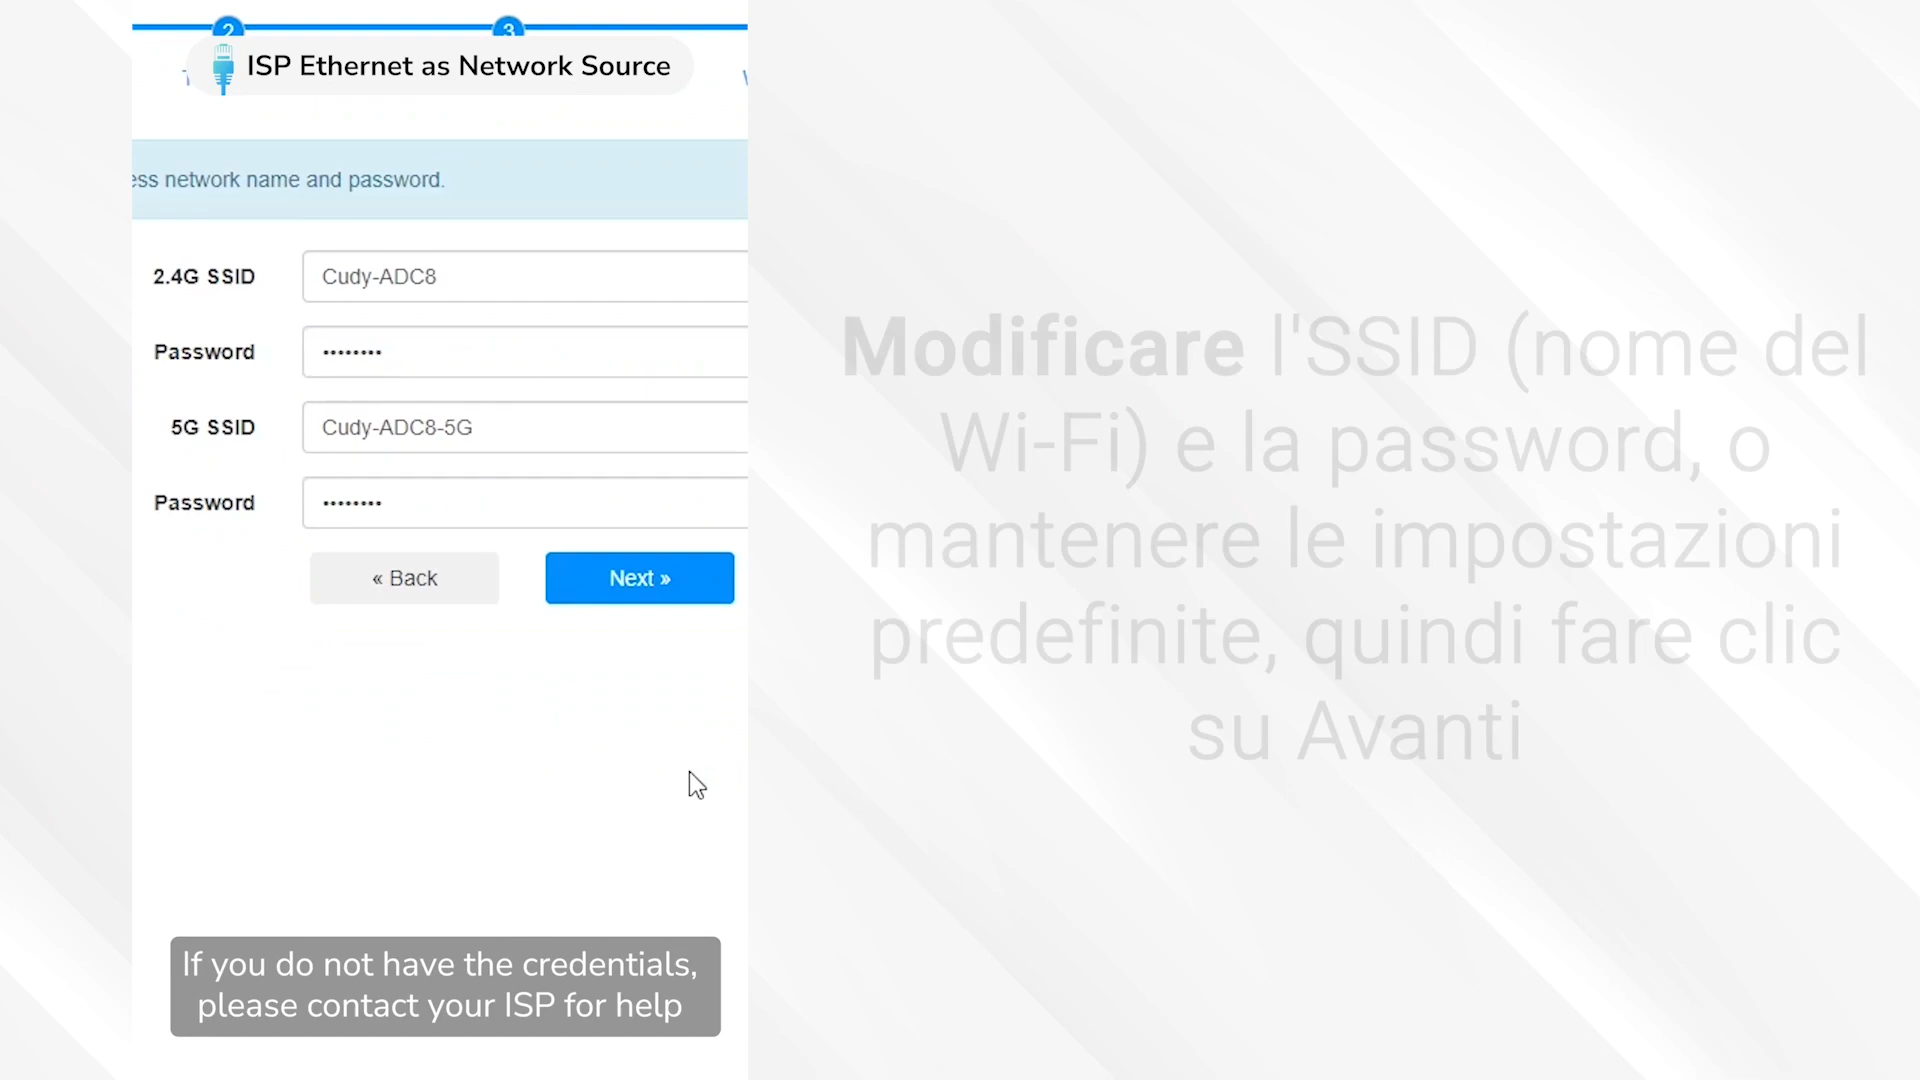 2 3
ISP Ethernet as Network Source
ess network name and password.
2.4G SSID Cudy-ADC8
Password ••••••••
5G SSID Cudy-ADC8-5G
Password ••••••••
« Back Next »
If you do not have the credentials,
please contact your ISP for help
Modificare l'SSID (nome del
Wi-Fi) e la password, o
mantenere le impostazioni
predefinite, quindi fare clic
su Avanti